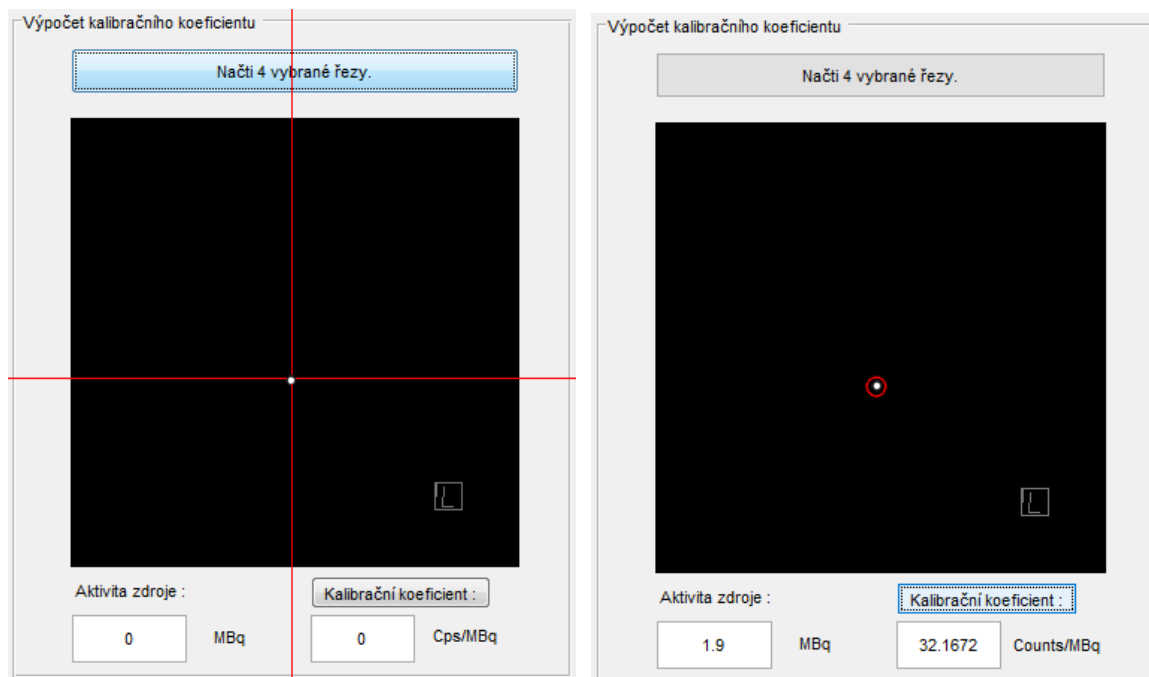 Výpočet kalibračního koeficientu
Načti 4 vybrané řezy.
L
Aktivita zdroje :
Kalibrační koeficient :
0
MBq
0
Cps/MBq
Výpočet kalibračního koeficientu
Načti 4 vybrané řezy.
L
Aktivita zdroje :
Kalibrační koeficient :
1.9
MBq
32.1672
Counts/MBq